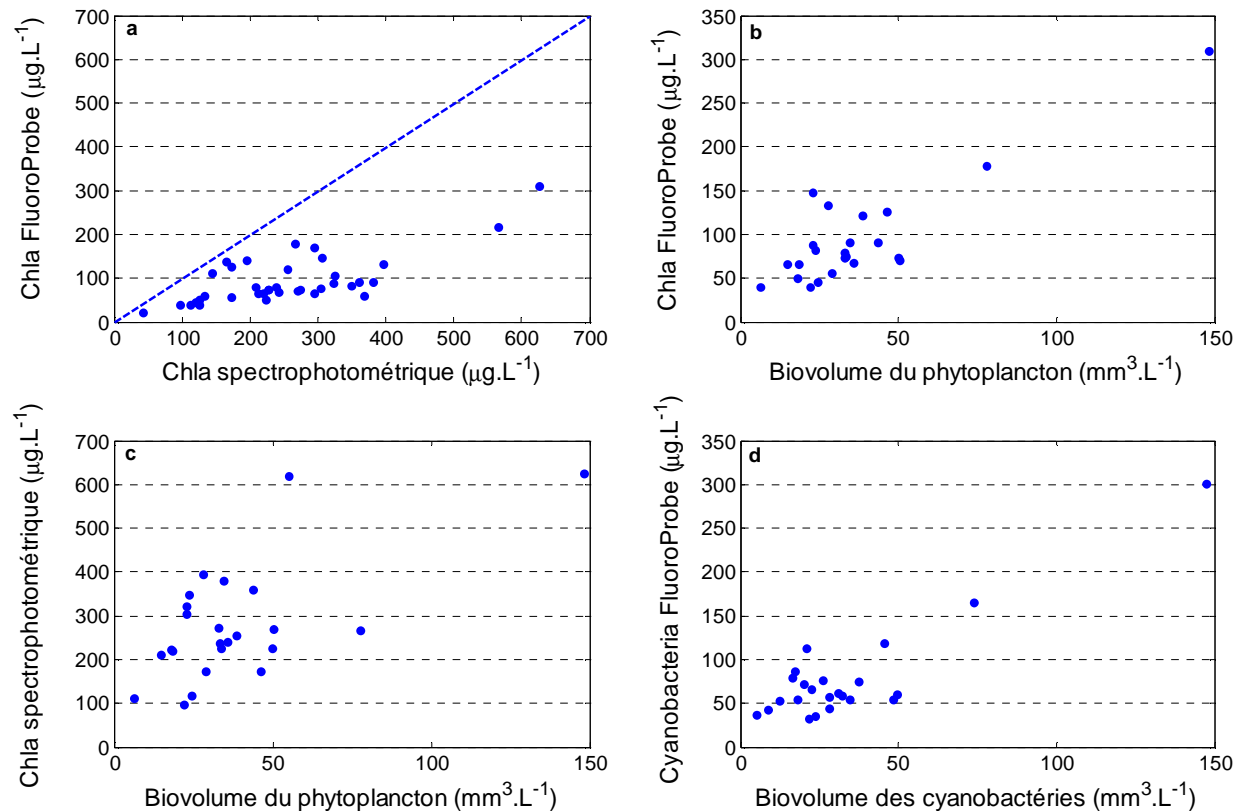 a
700
600
500
400
300
200
100
0
0 100 200 300 400 500 600 700
Chla FluoroProbe (μg.L-1)
Chla spectrophotométrique (μg.L-1)
b
350
300
250
200
150
100
50
0
0 50 100 150
Chla FluoroProbe (μg.L-1)
Biovolume du phytoplancton (mm3.L-1)
c
700
600
500
400
300
200
100
0
0 50 100 150
Chla spectrophotométrique (μg.L-1)
Biovolume du phytoplancton (mm3.L-1)
d
350
300
250
200
150
100
50
0
0 50 100 150
Cyanobacteria FluoroProbe (μg.L-1)
Biovolume des cyanobactéries (mm3.L-1)